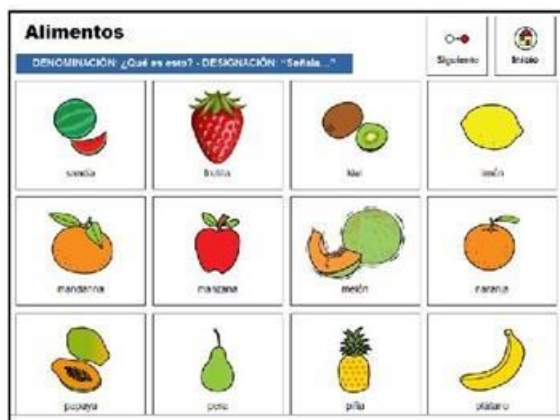 Alimentos
DENOMINACIÓN: ¿Qué es esto? - DESIGNACIÓN: "Señala..."
Siguiente
Inicio
sandía
frutilla
kiwi
limón
mandarina
manzana
melón
naranja
papaya
pera
piña
plátano